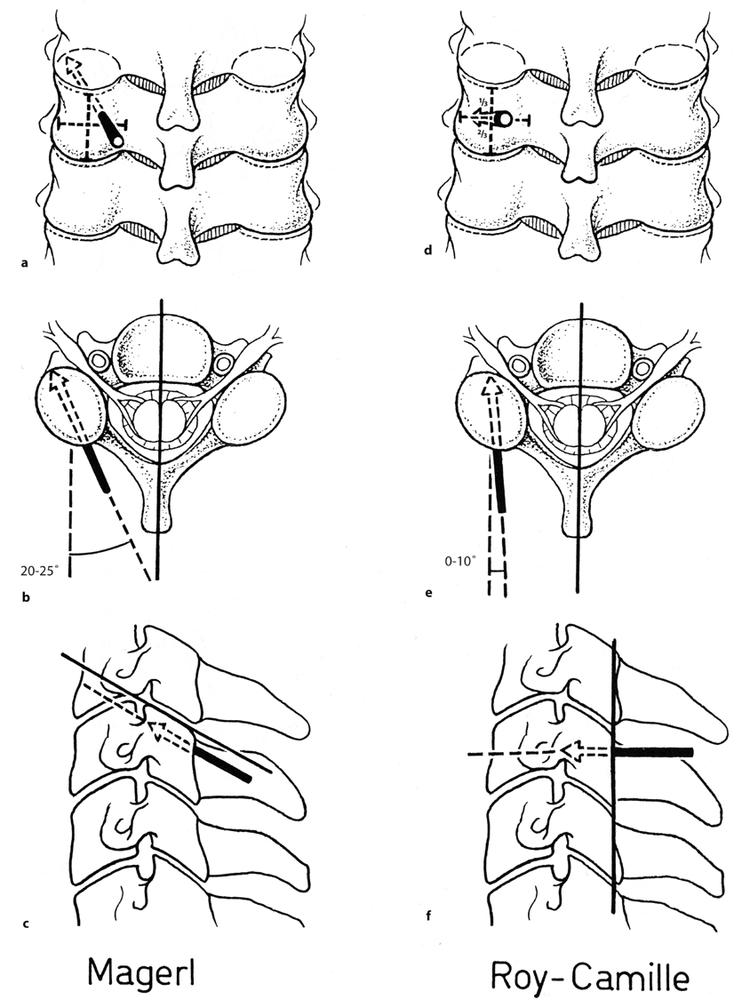 a
1/3
2/3
d
20-25°
b
0-10°
e
c
f
Magerl
Roy-Camille